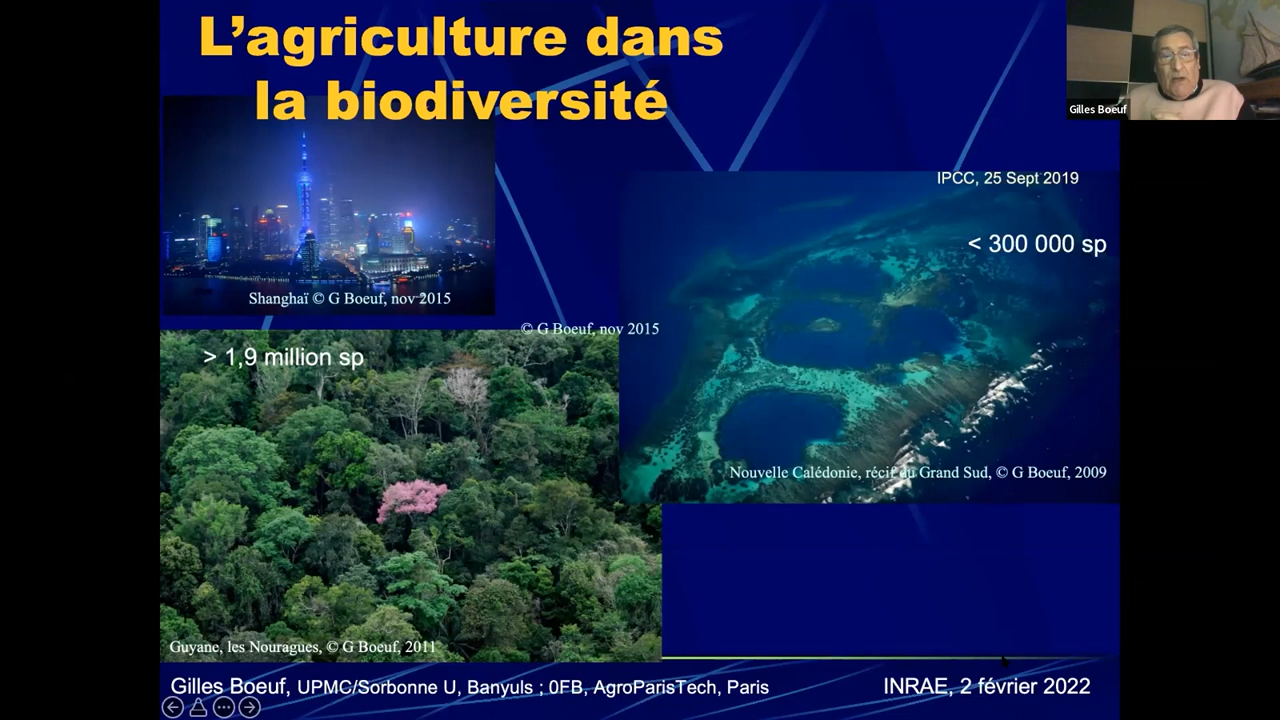 L’agriculture dans
la biodiversité
Gilles Boeuf
IPCC, 25 Sept 2019
< 300 000 sp
Shanghaï © G Boeuf, nov 2015
© G Boeuf, nov 2015
> 1,9 million sp
Nouvelle Calédonie, récif du Grand Sud, © G Boeuf, 2009
Guyane, les Nouragues, © G Boeuf, 2011
Gilles Boeuf, UPMC/Sorbonne U, Banyuls ; 0FB, AgroParisTech, Paris
INRAE, 2 février 2022